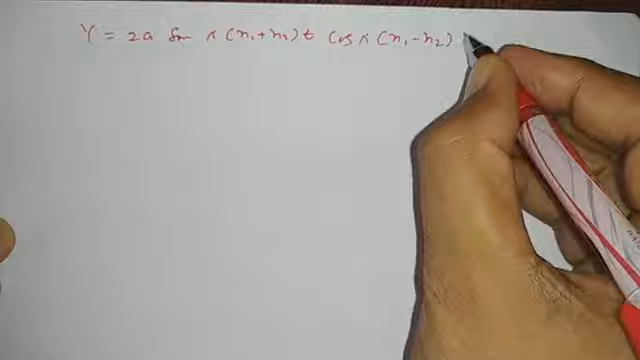 Y = 2a Sin π (n₁+n₂) t Cos π (n₁-n₂)